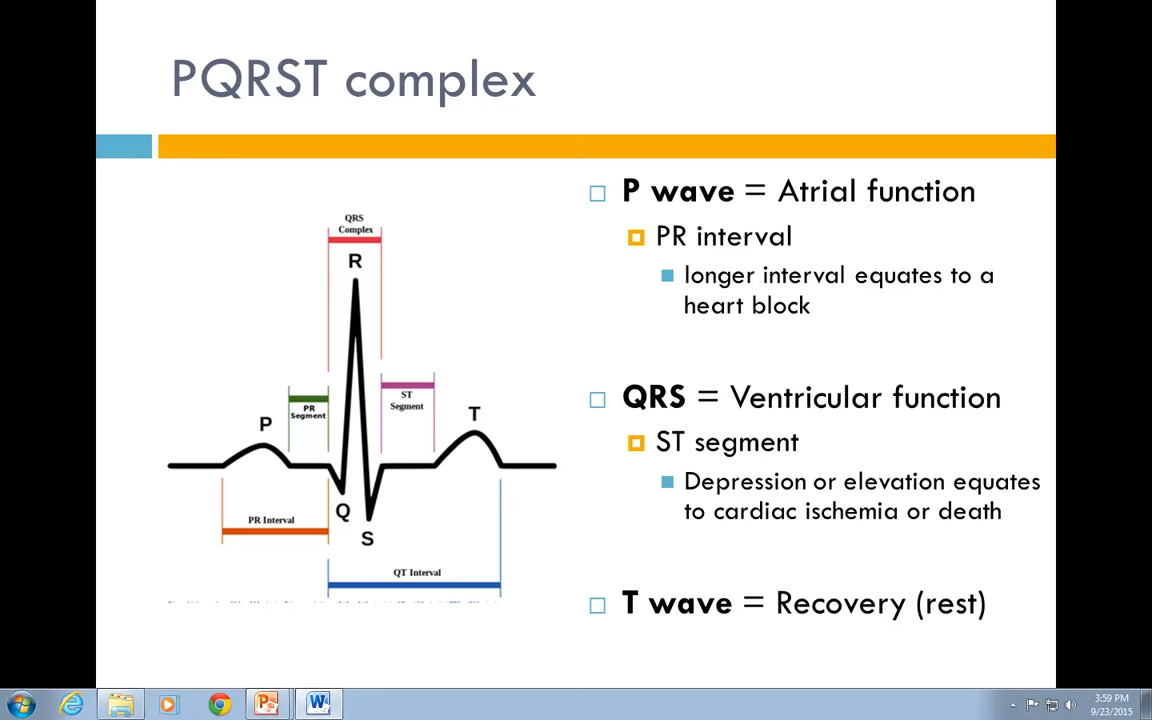 PQRST complex
P wave = Atrial function
PR interval
longer interval equates to a
heart block
QRS = Ventricular function
ST segment
Depression or elevation equates
to cardiac ischemia or death
T wave = Recovery (rest)
QRS
Complex
R
PR
Segment
ST
Segment
P
T
Q
S
PR Interval
QT Interval
3:59 PM
9/23/2015